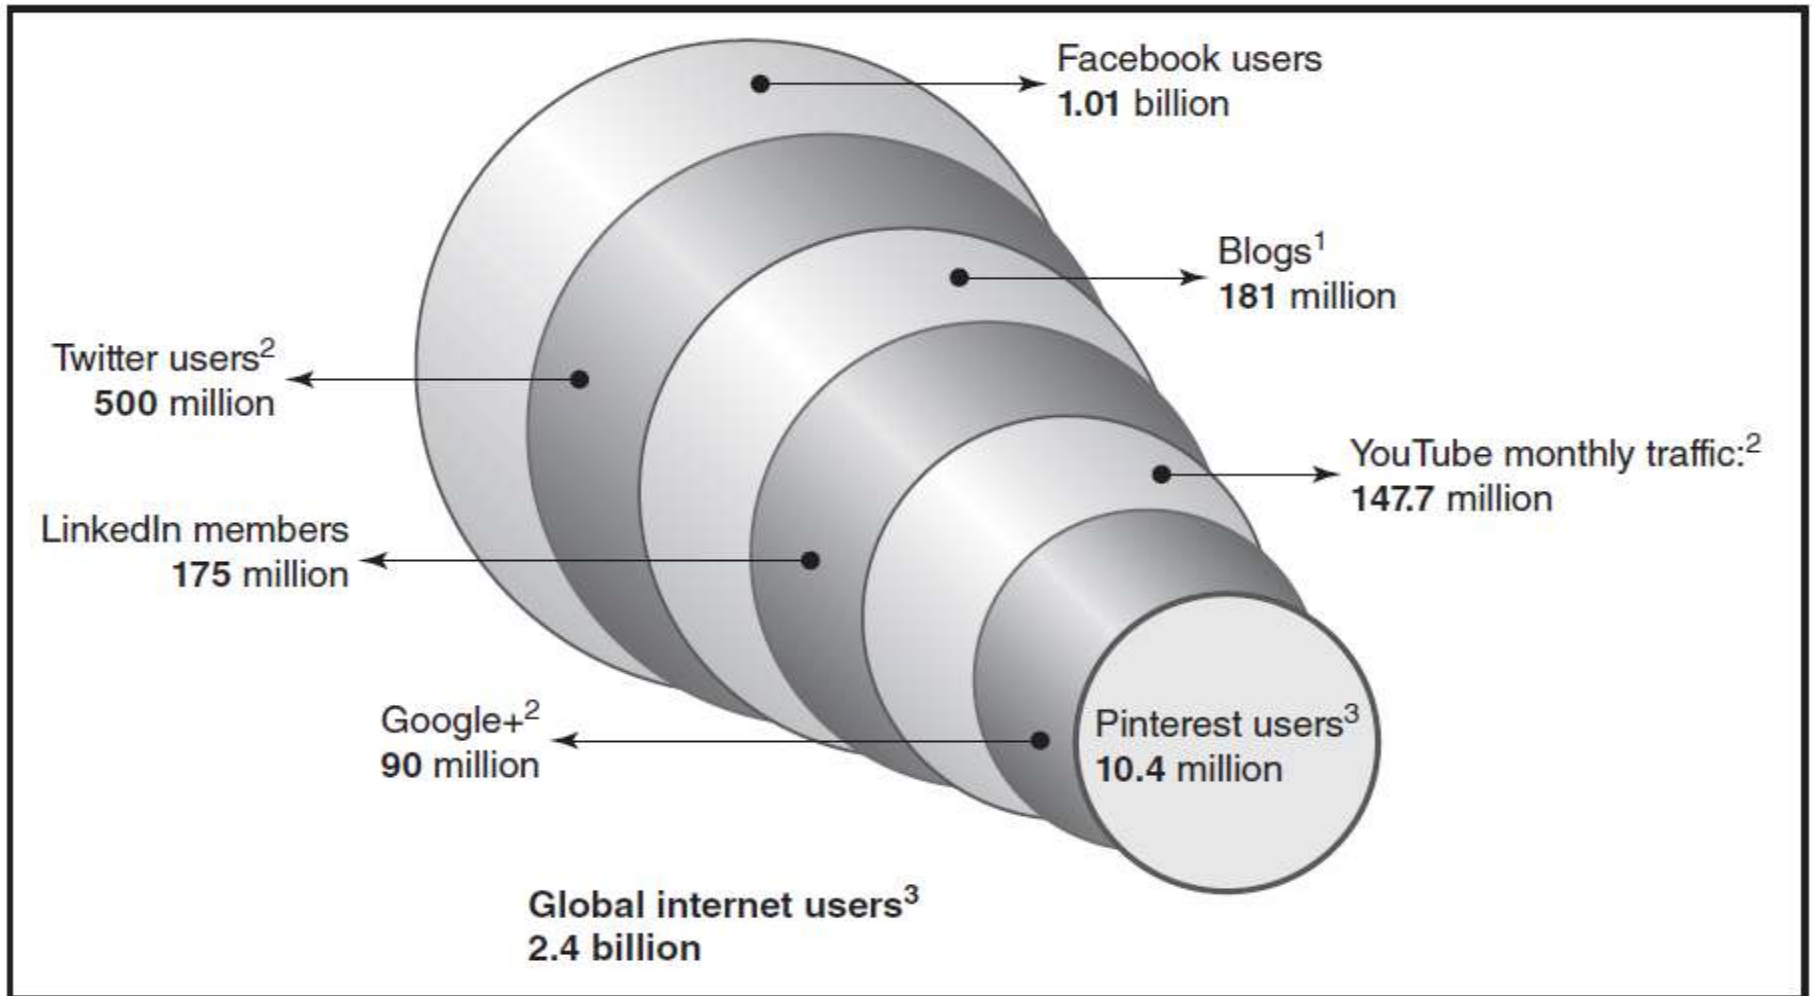 Facebook users
1.01 billion
Blogs¹
181 million
Twitter users²
500 million
YouTube monthly traffic:²
147.7 million
LinkedIn members
175 million
Google+²
90 million
Pinterest users³
10.4 million
Global internet users³
2.4 billion